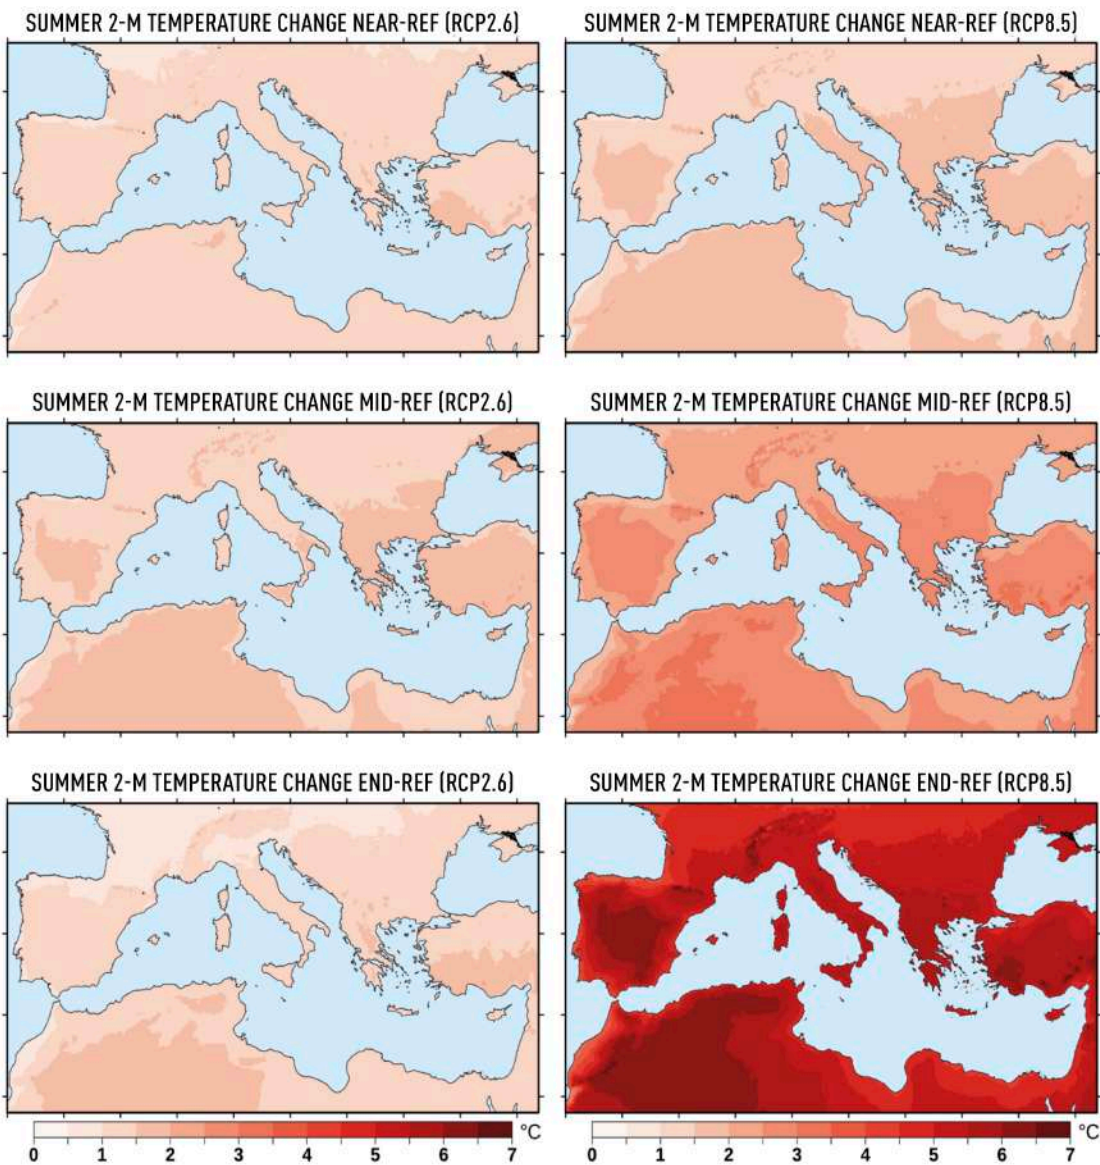 SUMMER 2-M TEMPERATURE CHANGE NEAR-REF (RCP2.6)
SUMMER 2-M TEMPERATURE CHANGE NEAR-REF (RCP8.5)
SUMMER 2-M TEMPERATURE CHANGE MID-REF (RCP2.6)
SUMMER 2-M TEMPERATURE CHANGE MID-REF (RCP8.5)
SUMMER 2-M TEMPERATURE CHANGE END-REF (RCP2.6)
SUMMER 2-M TEMPERATURE CHANGE END-REF (RCP8.5)
°C
0 1 2 3 4 5 6 7
°C
0 1 2 3 4 5 6 7